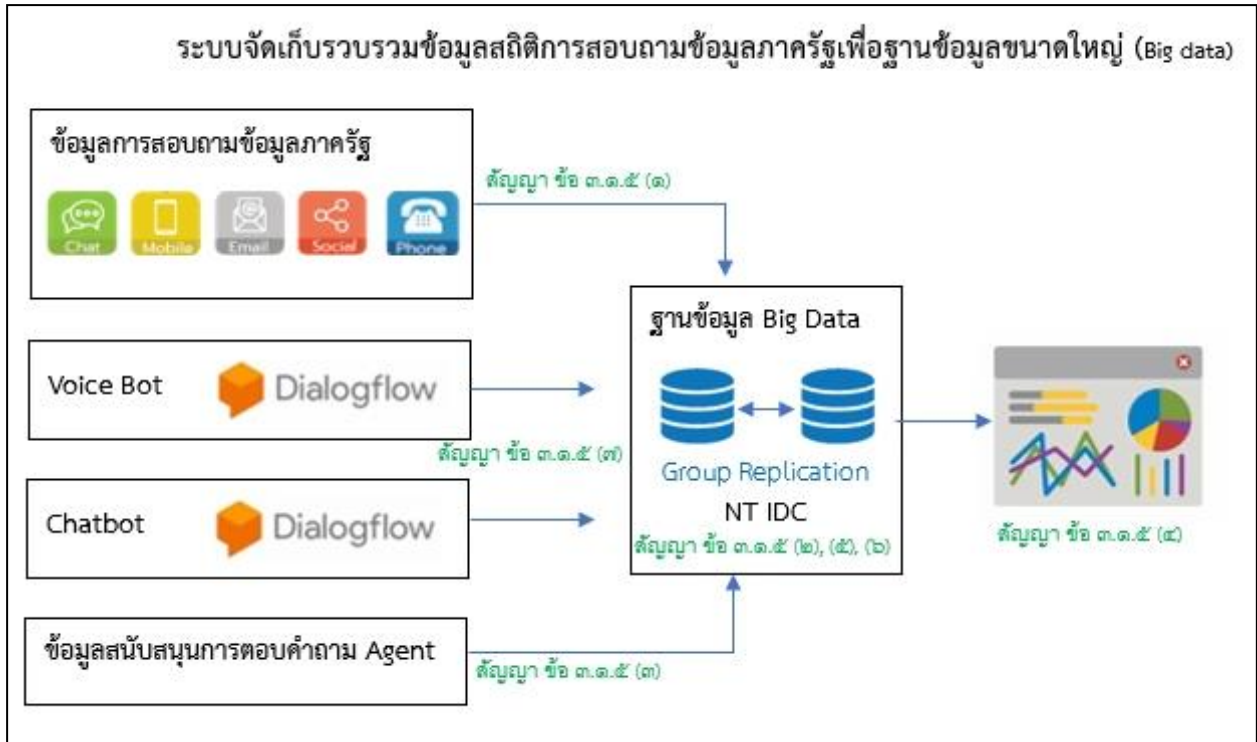 ระบบจัดเก็บรวบรวมข้อมูลสถิติการสอบถามข้อมูลภาครัฐเพื่อฐานข้อมูลขนาดใหญ่ (Big data)
ข้อมูลการสอบถามข้อมูลภาครัฐ
Chat Mobile Email Social Phone
สัญญา ข้อ ๓.๑.๕ (๑)
Voice Bot Dialogflow
สัญญา ข้อ ๓.๑.๕ (๗)
Chatbot Dialogflow
ข้อมูลสนับสนุนการตอบคำถาม Agent
สัญญา ข้อ ๓.๑.๕ (๓)
ฐานข้อมูล Big Data
Group Replication
NT IDC
สัญญา ข้อ ๓.๑.๕ (๒), (๕), (๖)
สัญญา ข้อ ๓.๑.๕ (๔)